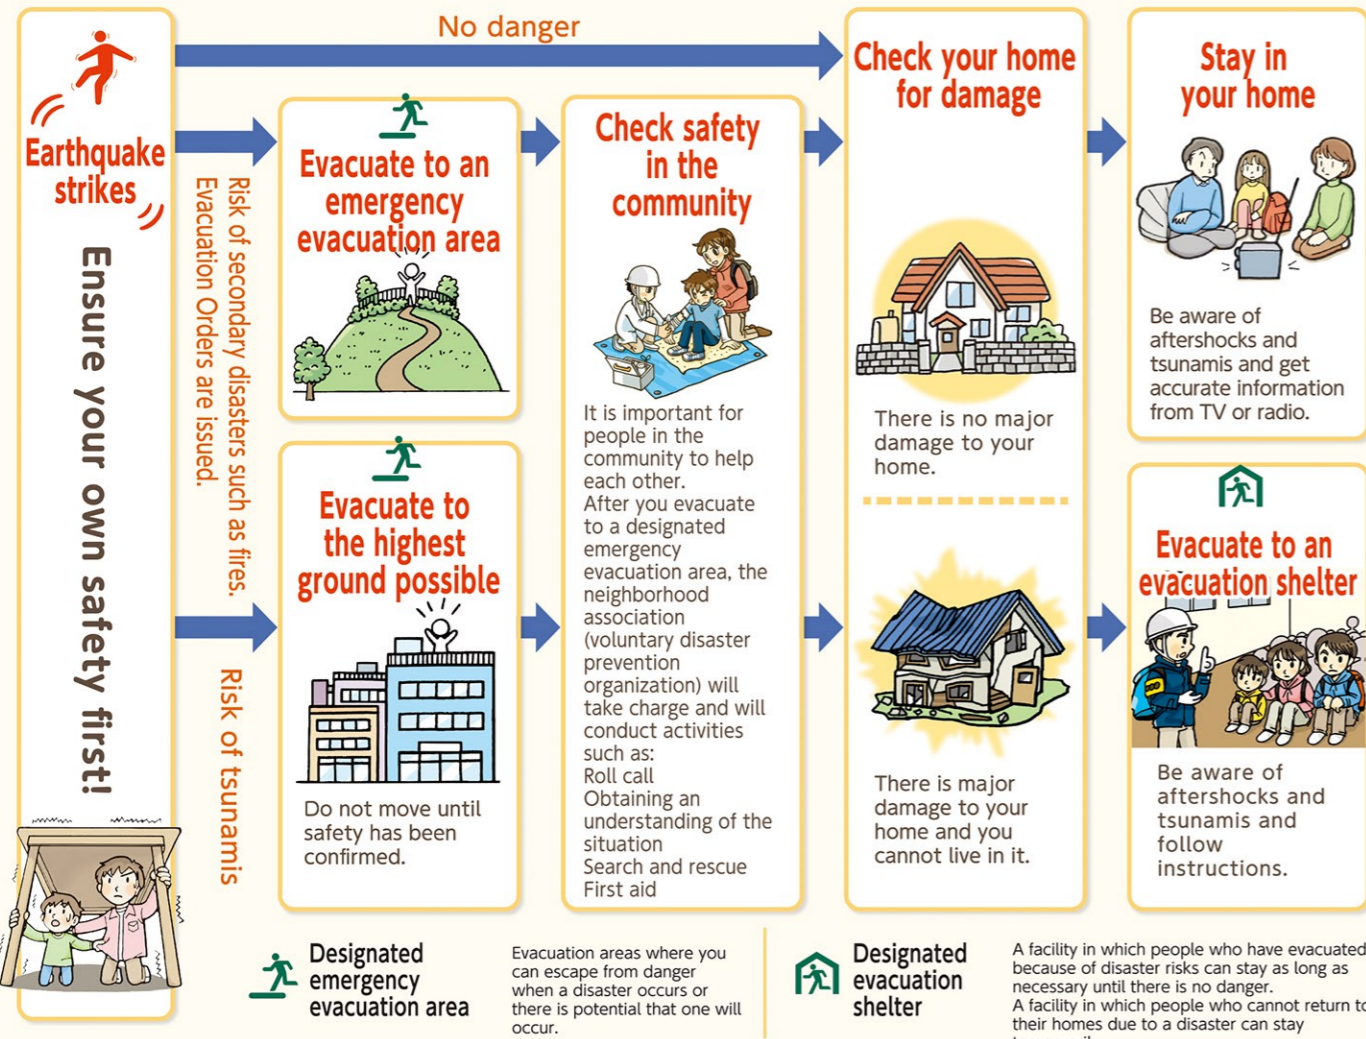 No danger
Earthquake
strikes
Ensure your own safety first!
Risk of secondary disasters such as fires.
Evacuation Orders are issued.
Risk of tsunamis
Evacuate to an
emergency
evacuation area
Evacuate to
the highest
ground possible
Do not move until
safety has been
confirmed.
Check safety
in the
community
It is important for
people in the
community to help
each other.
After you evacuate
to a designated
emergency
evacuation area, the
neighborhood
association
(voluntary disaster
prevention
organization) will
take charge and will
conduct activities
such as:
Roll call
Obtaining an
understanding of the
situation
Search and rescue
First aid
Check your home
for damage
There is no major
damage to your
home.
There is major
damage to your
home and you
cannot live in it.
Stay in
your home
Be aware of
aftershocks and
tsunamis and get
accurate information
from TV or radio.
Evacuate to an
evacuation shelter
Be aware of
aftershocks and
tsunamis and
follow
instructions.
Designated
emergency
evacuation area
Evacuation areas where you
can escape from danger
when a disaster occurs or
there is potential that one will
occur.
Designated
evacuation
shelter
A facility in which people who have evacuated
because of disaster risks can stay as long as
necessary until there is no danger.
A facility in which people who cannot return to
their homes due to a disaster can stay